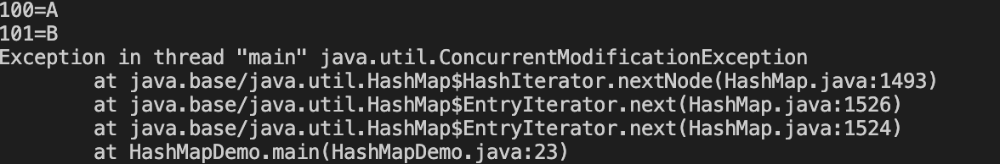 100=A
101=B
Exception in thread "main" java.util.ConcurrentModificationException
        at java.base/java.util.HashMap$HashIterator.nextNode(HashMap.java:1493)
        at java.base/java.util.HashMap$EntryIterator.next(HashMap.java:1526)
        at java.base/java.util.HashMap$EntryIterator.next(HashMap.java:1524)
        at HashMapDemo.main(HashMapDemo.java:23)